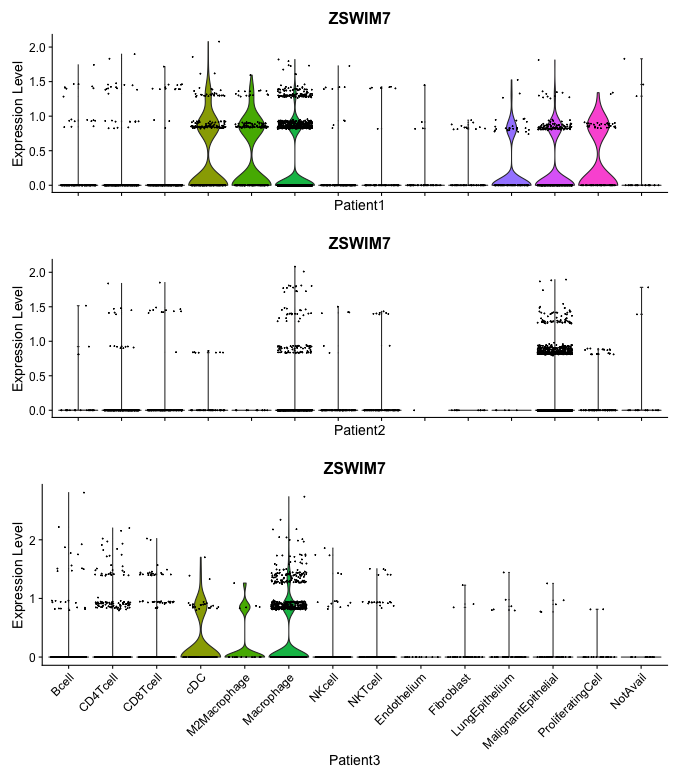 ZSWIM7
Expression Level
2.0
1.5
1.0
0.5
0.0
Patient1
ZSWIM7
Expression Level
2.0
1.5
1.0
0.5
0.0
Patient2
ZSWIM7
Expression Level
2
1
0
Bcell
CD4Tcell
CD8Tcell
cDC
M2Macrophage
Macrophage
NKcell
NKTcell
Endothelium
Fibroblast
LungEpithelium
MalignantEpithelial
ProliferatingCell
NotAvail
Patient3